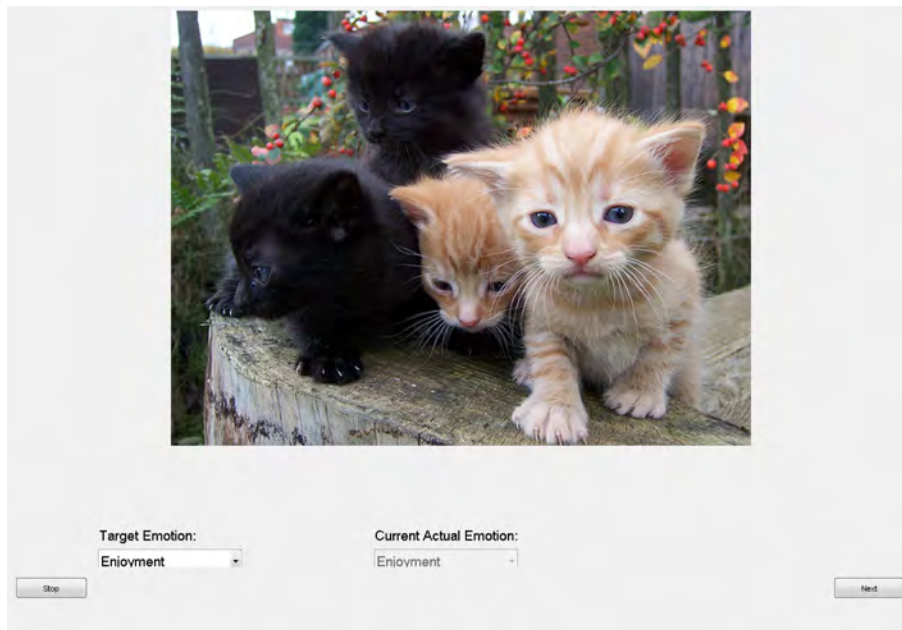 Target Emotion:
Current Actual Emotion:
Enjoyment
Enjoyment
Stop
Next